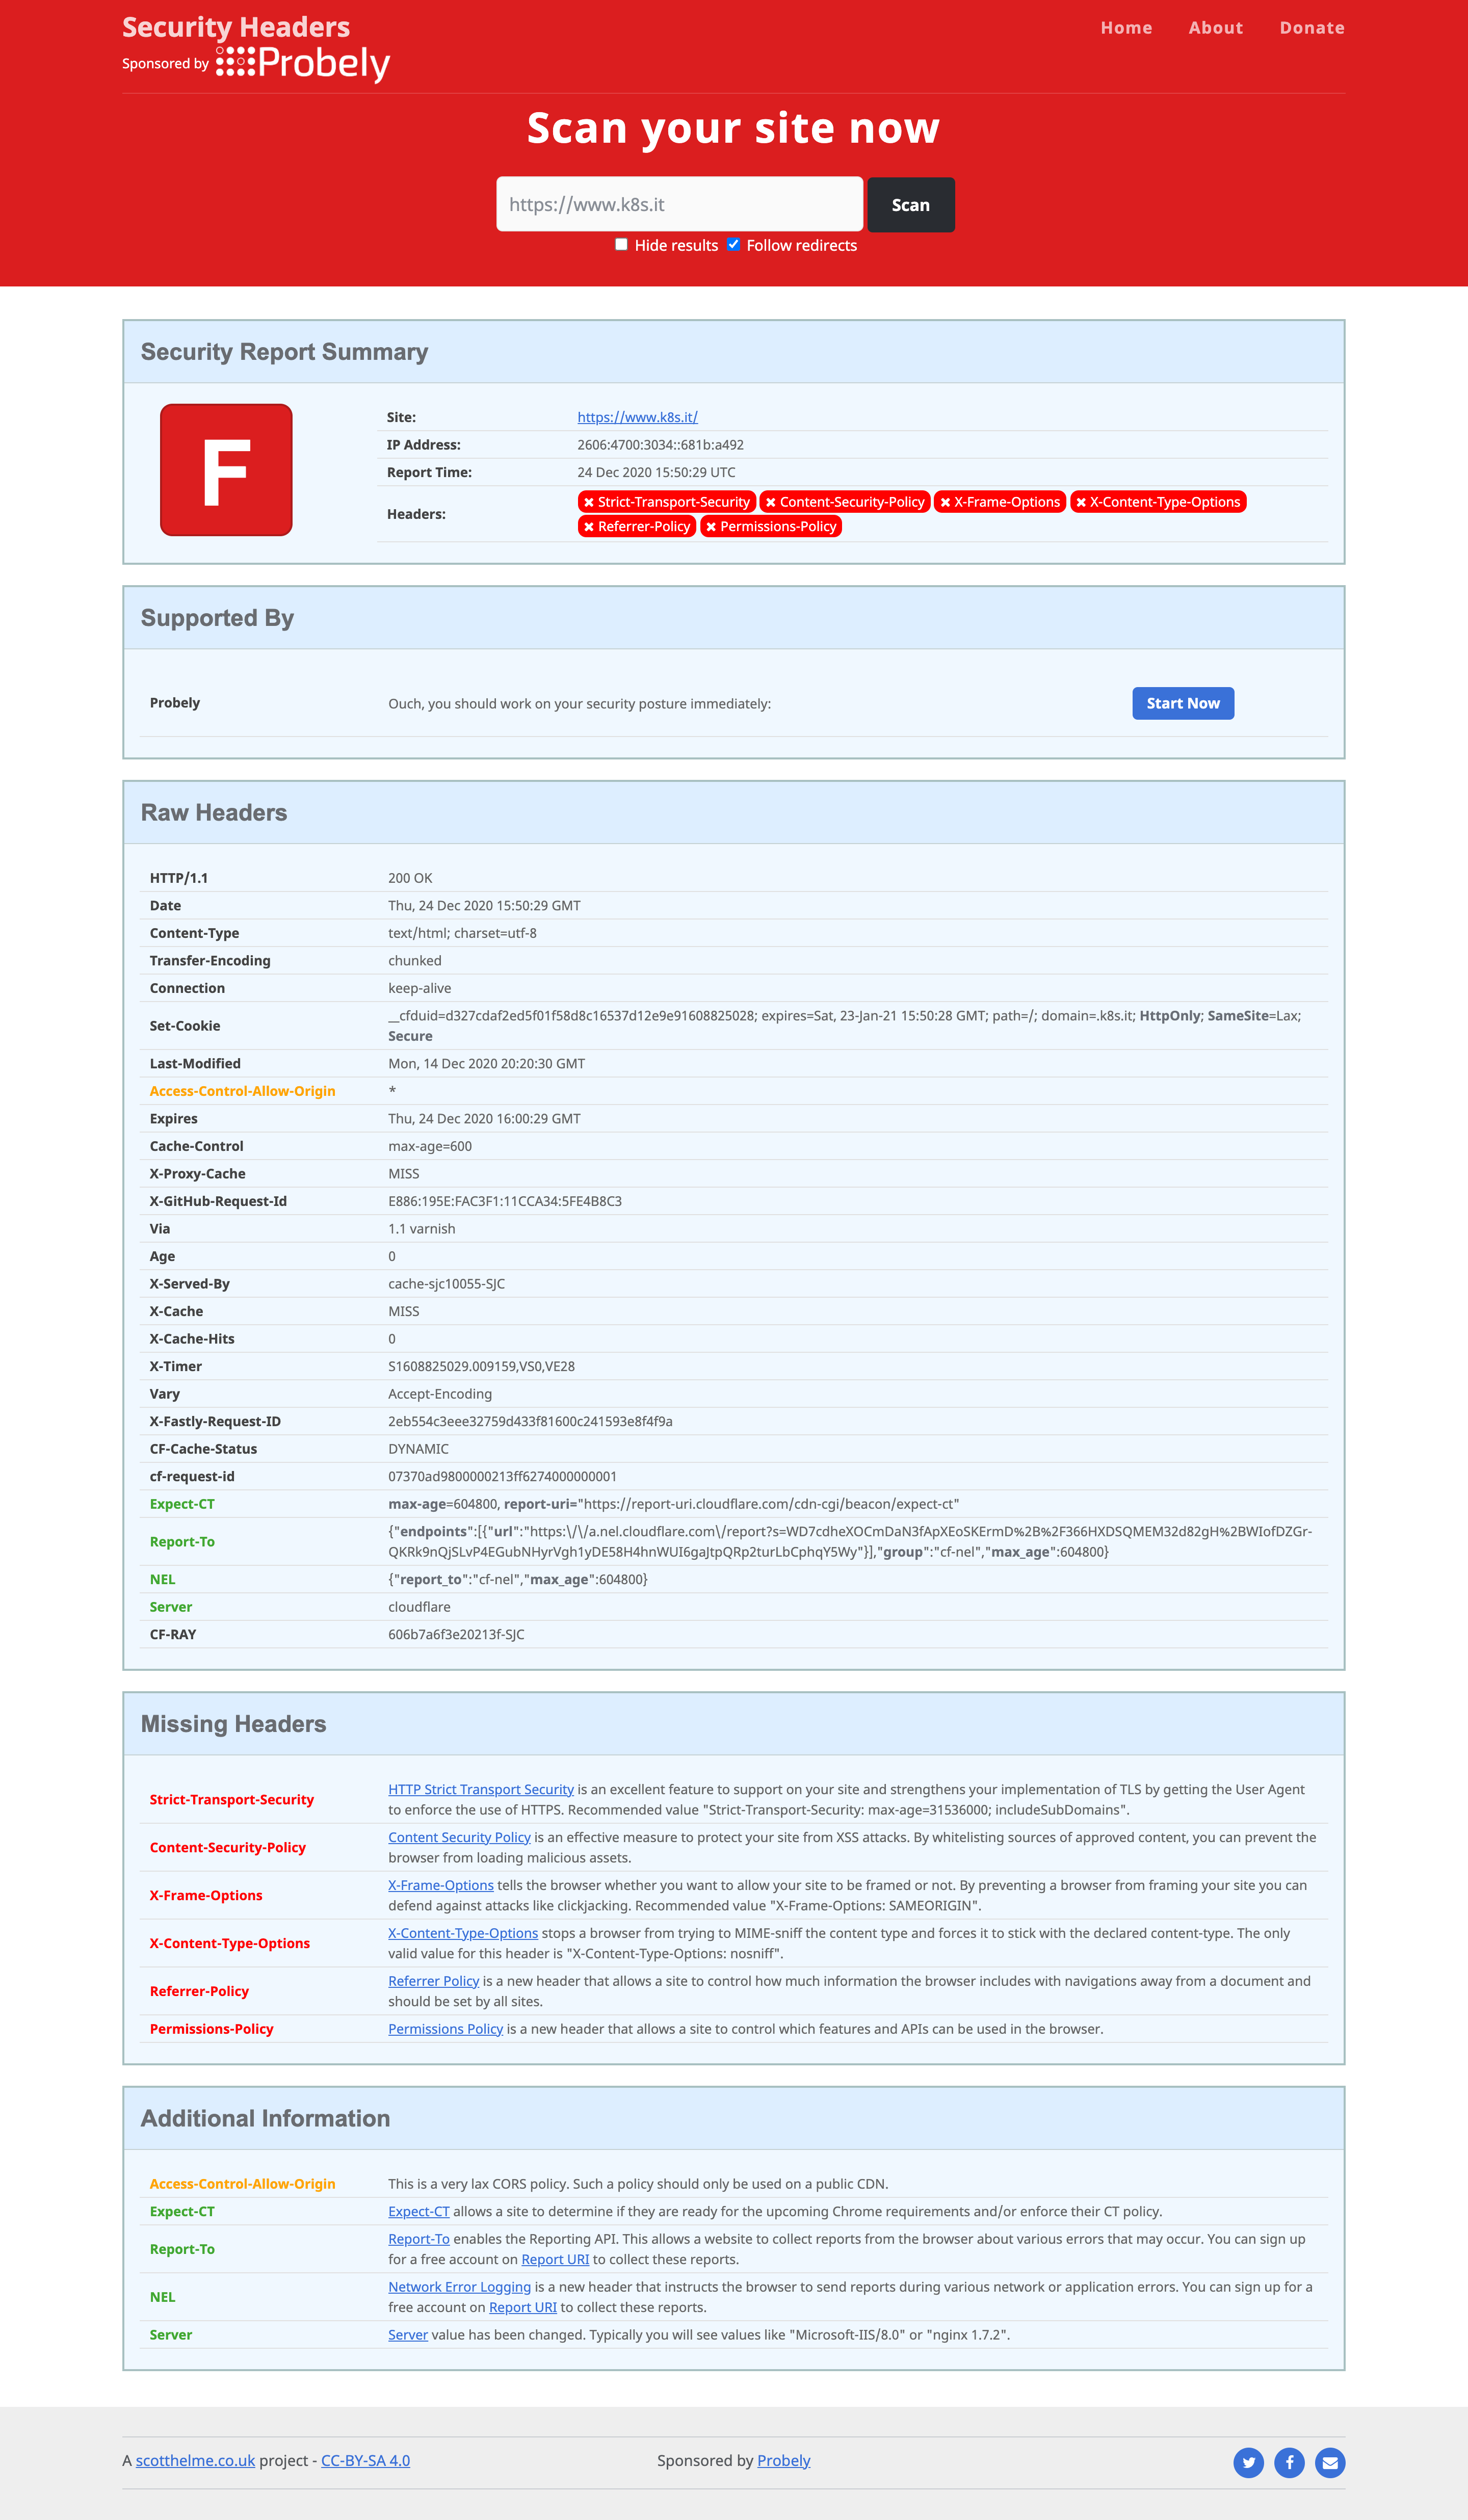 Security Headers
Home About Donate
Sponsored by Probely
Scan your site now
https://www.k8s.it
Scan
Hide results Follow redirects
Security Report Summary
F
Site: https://www.k8s.it/
IP Address: 2606:4700:3034::681b:a492
Report Time: 24 Dec 2020 15:50:29 UTC
Headers: Strict-Transport-Security Content-Security-Policy X-Frame-Options X-Content-Type-Options
Referrer-Policy Permissions-Policy
Supported By
Probely Ouch, you should work on your security posture immediately: Start Now
Raw Headers
HTTP/1.1 200 OK
Date Thu, 24 Dec 2020 15:50:29 GMT
Content-Type text/html; charset=utf-8
Transfer-Encoding chunked
Connection keep-alive
Set-Cookie __cfduid=d327cdaf2ed5f01f58d8c16537d12e9e91608825028; expires=Sat, 23-Jan-21 15:50:28 GMT; path=/; domain=.k8s.it; HttpOnly; SameSite=Lax;
Secure
Last-Modified Mon, 14 Dec 2020 20:20:30 GMT
Access-Control-Allow-Origin *
Expires Thu, 24 Dec 2020 16:00:29 GMT
Cache-Control max-age=600
X-Proxy-Cache MISS
X-GitHub-Request-Id E886:195E:FAC3F1:11CCA34:5FE4B8C3
Via 1.1 varnish
Age 0
X-Served-By cache-sjc10055-SJC
X-Cache MISS
X-Cache-Hits 0
X-Timer S1608825029.009159,VS0,VE28
Vary Accept-Encoding
X-Fastly-Request-ID 2eb554c3eee32759d433f81600c241593e8f4f9a
CF-Cache-Status DYNAMIC
cf-request-id 07370ad9800000213ff6274000000001
Expect-CT max-age=604800, report-uri="https://report-uri.cloudflare.com/cdn-cgi/beacon/expect-ct"
Report-To {"endpoints":[{"url":"https:\/\/a.nel.cloudflare.com\/report?s=WD7cdheXOCmDaN3fApXEoSKErmD%2B%2F366HXDSQMEM32d82gH%2BWIofDZGr-
QKRk9nQjSLvP4EGubNHyrVgh1yDE58H4hnWUI6gaJtpQRp2turLbCphqY5Wy"}],"group":"cf-nel","max_age":604800}
NEL {"report_to":"cf-nel","max_age":604800}
Server cloudflare
CF-RAY 606b7a6f3e20213f-SJC
Missing Headers
Strict-Transport-Security HTTP Strict Transport Security is an excellent feature to support on your site and strengthens your implementation of TLS by getting the User Agent
to enforce the use of HTTPS. Recommended value "Strict-Transport-Security: max-age=31536000; includeSubDomains".
Content-Security-Policy Content Security Policy is an effective measure to protect your site from XSS attacks. By whitelisting sources of approved content, you can prevent the
browser from loading malicious assets.
X-Frame-Options X-Frame-Options tells the browser whether you want to allow your site to be framed or not. By preventing a browser from framing your site you can
defend against attacks like clickjacking. Recommended value "X-Frame-Options: SAMEORIGIN".
X-Content-Type-Options X-Content-Type-Options stops a browser from trying to MIME-sniff the content type and forces it to stick with the declared content-type. The only
valid value for this header is "X-Content-Type-Options: nosniff".
Referrer-Policy Referrer Policy is a new header that allows a site to control how much information the browser includes with navigations away from a document and
should be set by all sites.
Permissions-Policy Permissions Policy is a new header that allows a site to control which features and APIs can be used in the browser.
Additional Information
Access-Control-Allow-Origin This is a very lax CORS policy. Such a policy should only be used on a public CDN.
Expect-CT Expect-CT allows a site to determine if they are ready for the upcoming Chrome requirements and/or enforce their CT policy.
Report-To Report-To enables the Reporting API. This allows a website to collect reports from the browser about various errors that may occur. You can sign up
for a free account on Report URI to collect these reports.
NEL Network Error Logging is a new header that instructs the browser to send reports during various network or application errors. You can sign up for a
free account on Report URI to collect these reports.
Server Server value has been changed. Typically you will see values like "Microsoft-IIS/8.0" or "nginx 1.7.2".
A scotthelme.co.uk project - CC-BY-SA 4.0 Sponsored by Probely